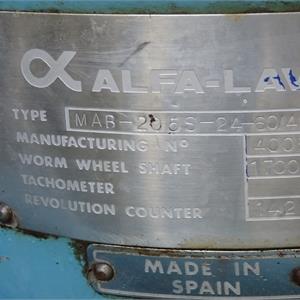 ALFA-LA
TYPE MAB-205S-24-60/4
MANUFACTURING Nº 400
WORM WHEEL SHAFT 1700
TACHOMETER
REVOLUTION COUNTER 142
MADE IN
SPAIN